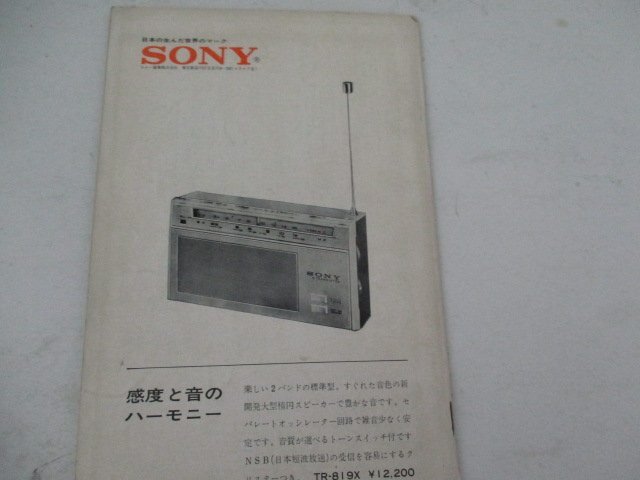 日本の生んだ世界のマーク
SONY®
SONY
感度と音の
ハーモニー
楽しい2バンドの標準型。すぐれた音色の新
開発大型楕円スピーカーで豊かな音です。セ
パレートオッシレーター回路で雑音少なく安
定です。音質が選べるトーンスイッチ付です
NSB(日本短波放送)の受信を容易にするク
リスターつき。 TR-819X ¥12,200